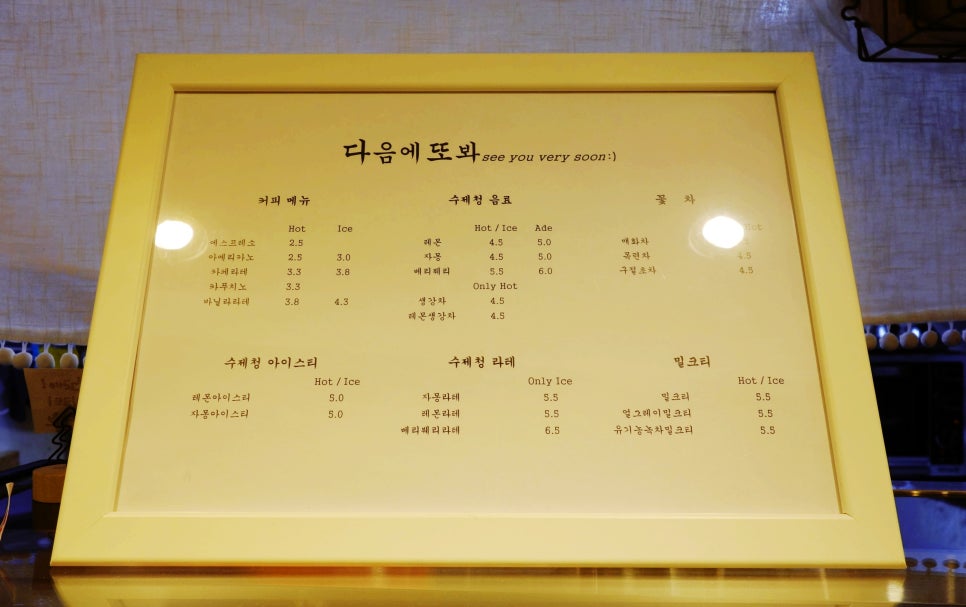 다음에 또 봐 see you very soon:)
커피 메뉴
Hot Ice
에스프레소 2.5
아메리카노 2.5 3.0
카페라떼 3.3 3.8
카푸치노 3.3
바닐라라떼 3.8 4.3
수제청 음료
Hot / Ice Ade
레몬 4.5 5.0
자몽 4.5 5.0
베리웨리 5.5 6.0
Only Hot
생강차 4.5
레몬생강차 4.5
꽃 차
Hot
매화차
목련차 4.5
구절초차 4.5
수제청 아이스티
Hot / Ice
레몬아이스티 5.0
자몽아이스티 5.0
수제청 라떼
Only Ice
자몽라떼 5.5
레몬라떼 5.5
베리웨리라떼 6.5
밀크티
Hot / Ice
밀크티 5.5
얼그레이밀크티 5.5
유기농녹차밀크티 5.5